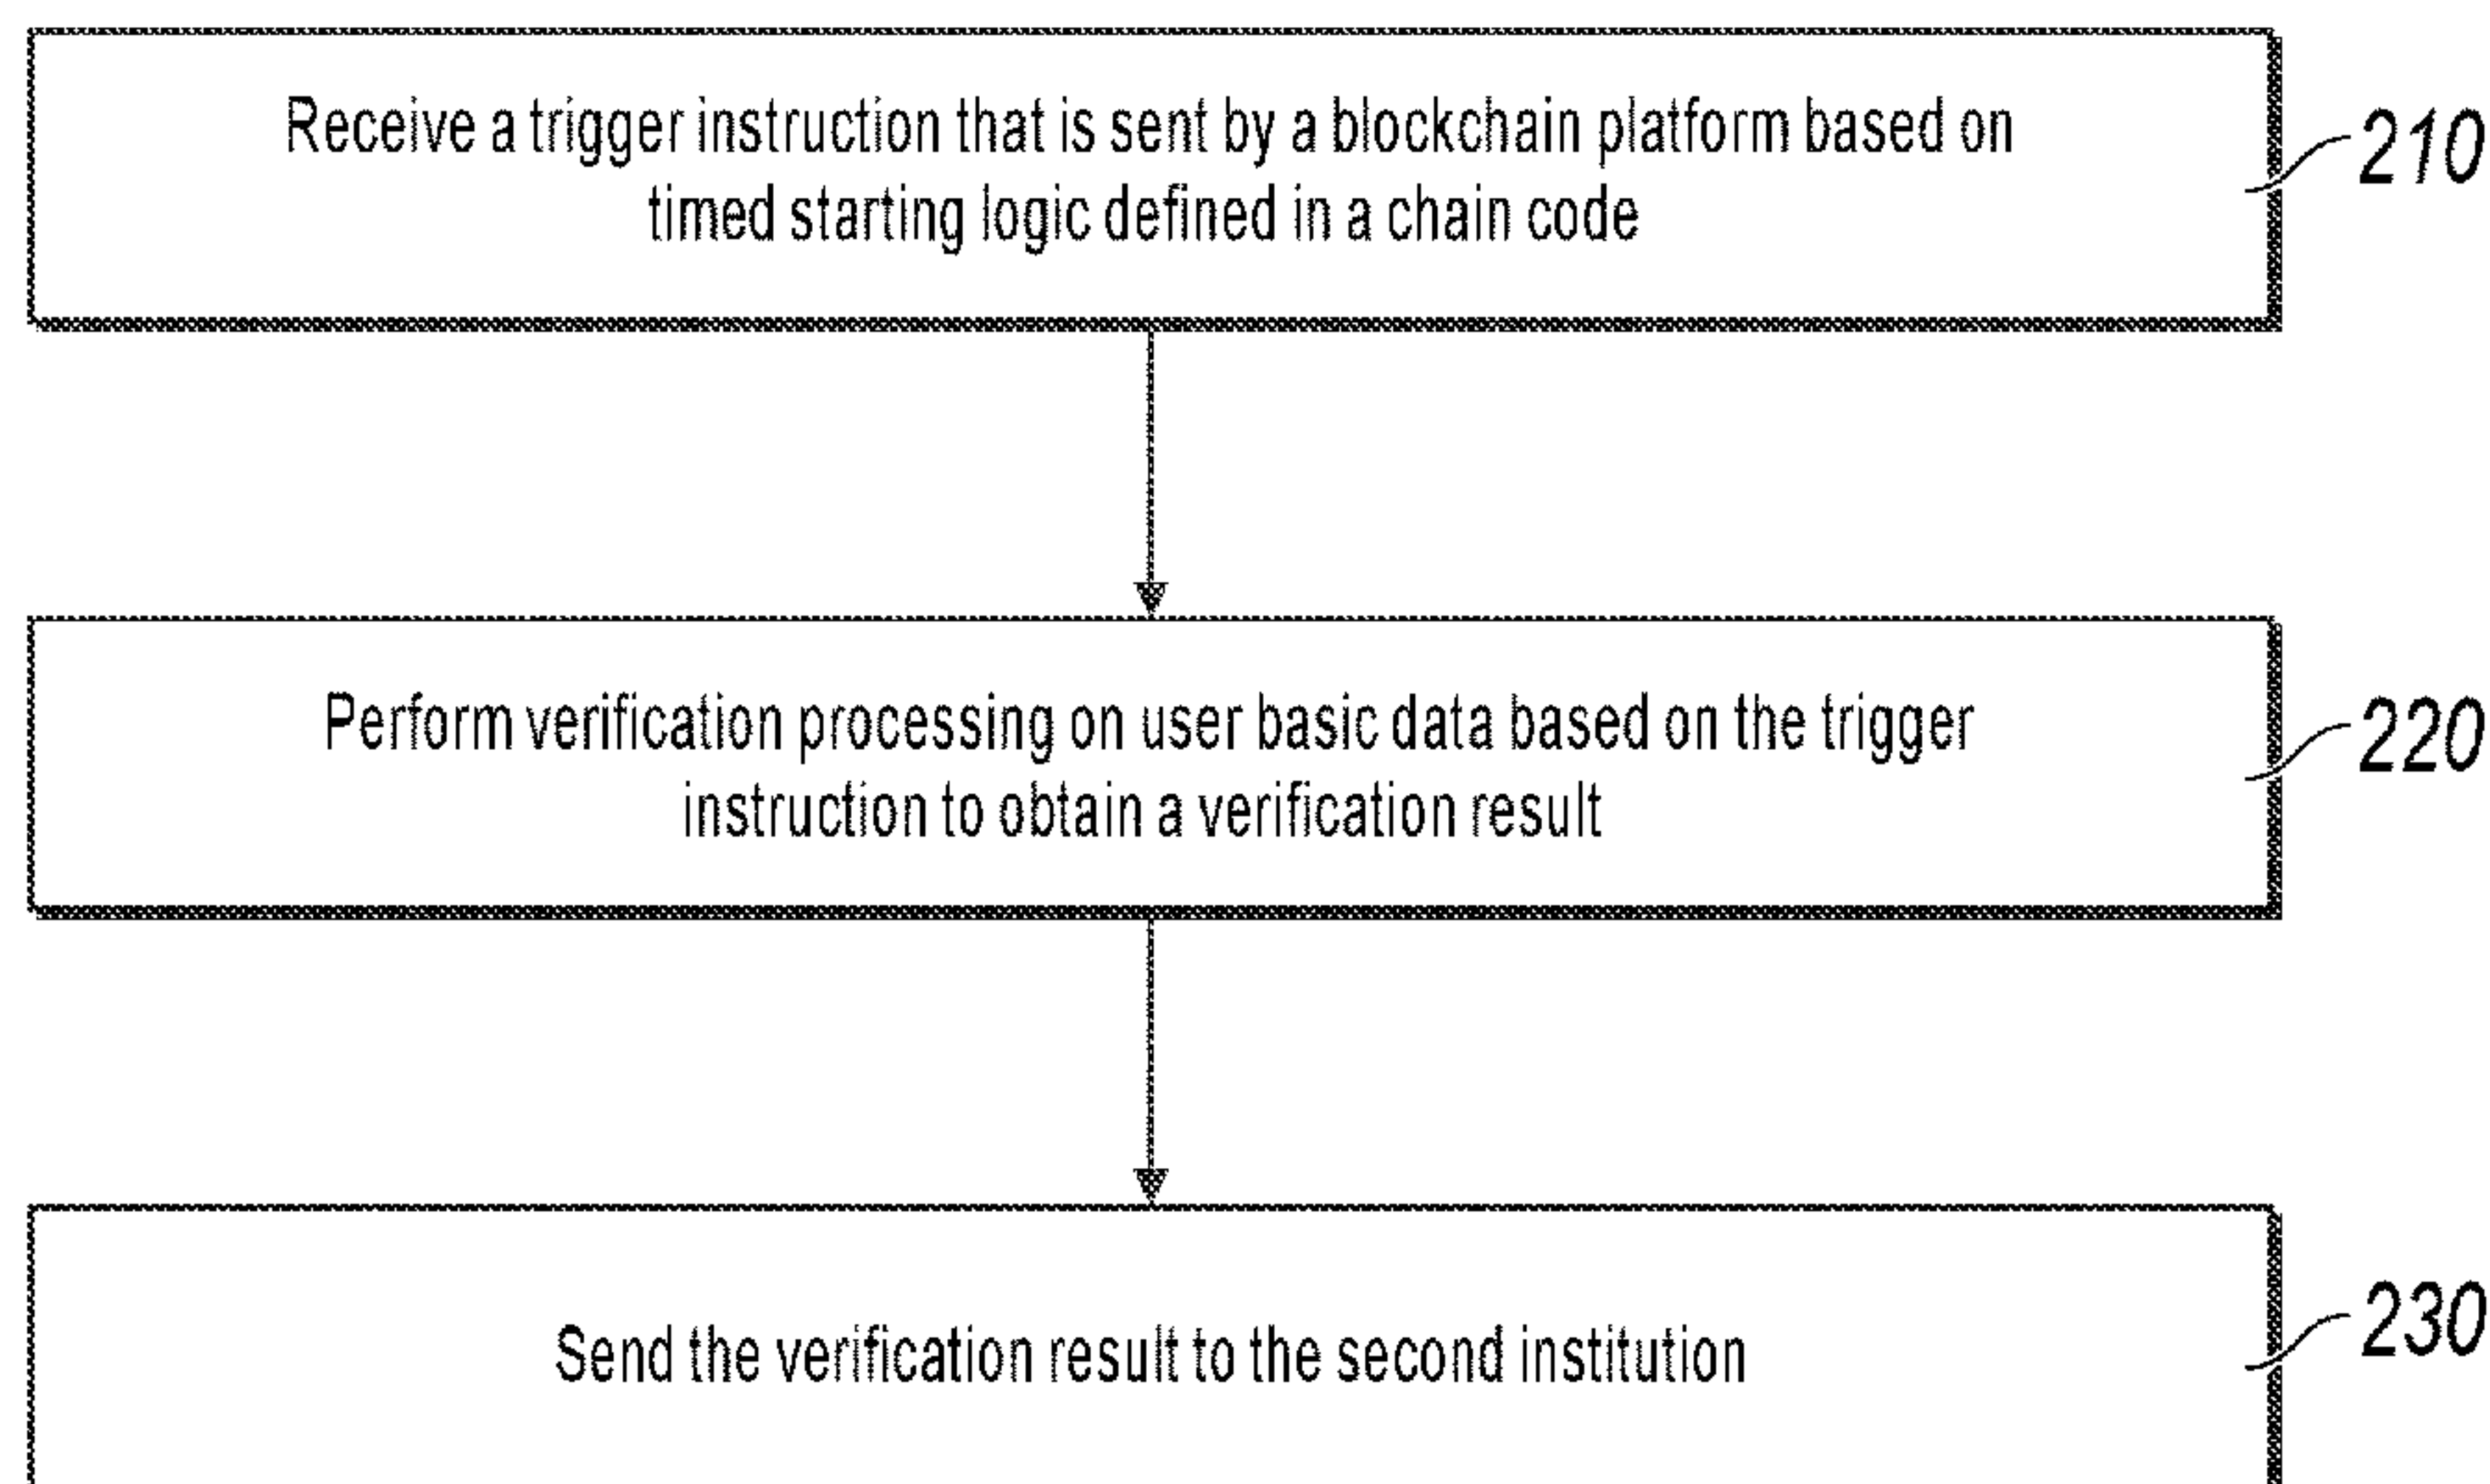 Receive a trigger instruction that is sent by a blockchain platform based on
timed starting logic defined in a chain code
210
Perform verification processing on user basic data based on the trigger
instruction to obtain a verification result
220
Send the verification result to the second institution
230